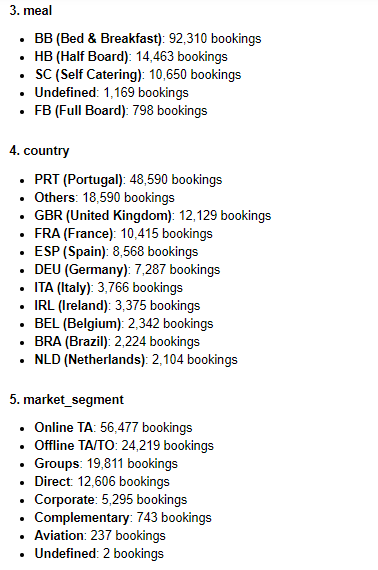 3. meal
• BB (Bed & Breakfast): 92,310 bookings
• HB (Half Board): 14,463 bookings
• SC (Self Catering): 10,650 bookings
• Undefined: 1,169 bookings
• FB (Full Board): 798 bookings
4. country
• PRT (Portugal): 48,590 bookings
• Others: 18,590 bookings
• GBR (United Kingdom): 12,129 bookings
• FRA (France): 10,415 bookings
• ESP (Spain): 8,568 bookings
• DEU (Germany): 7,287 bookings
• ITA (Italy): 3,766 bookings
• IRL (Ireland): 3,375 bookings
• BEL (Belgium): 2,342 bookings
• BRA (Brazil): 2,224 bookings
• NLD (Netherlands): 2,104 bookings
5. market_segment
• Online TA: 56,477 bookings
• Offline TA/TO: 24,219 bookings
• Groups: 19,811 bookings
• Direct: 12,606 bookings
• Corporate: 5,295 bookings
• Complementary: 743 bookings
• Aviation: 237 bookings
• Undefined: 2 bookings